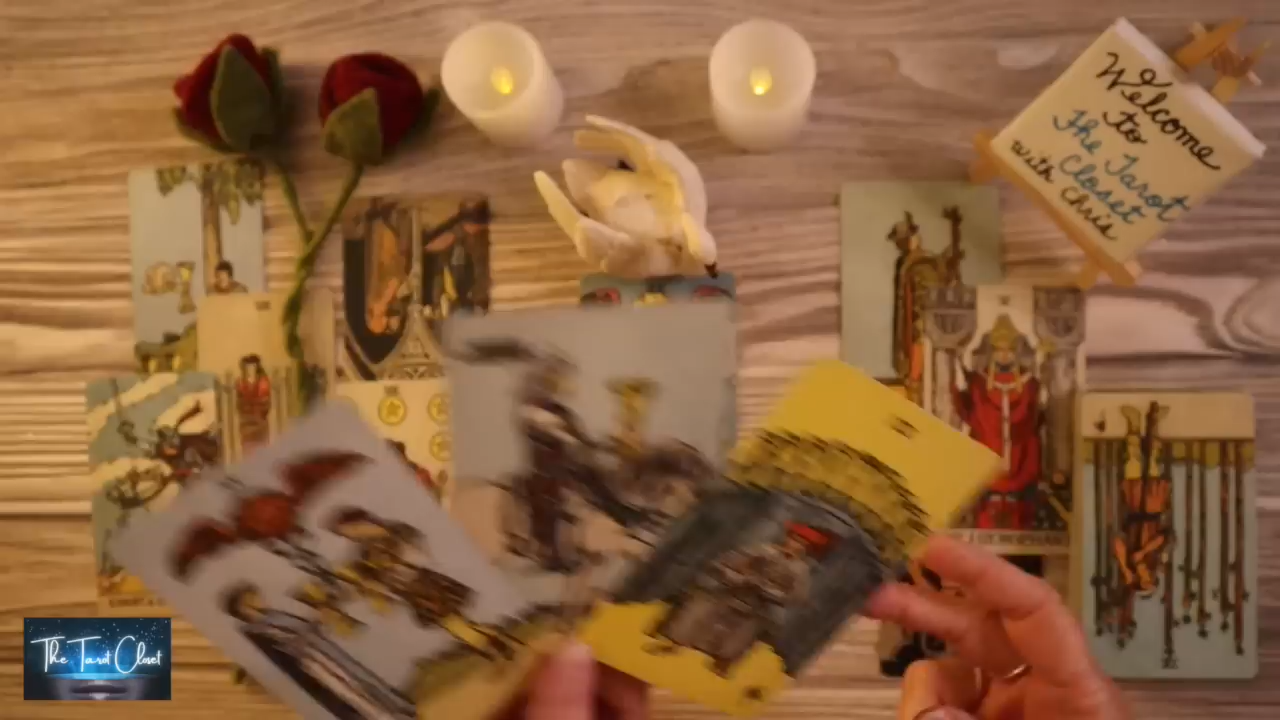 Welcome
to
The Tarot
Closet
with Chris
The Tarot Closet